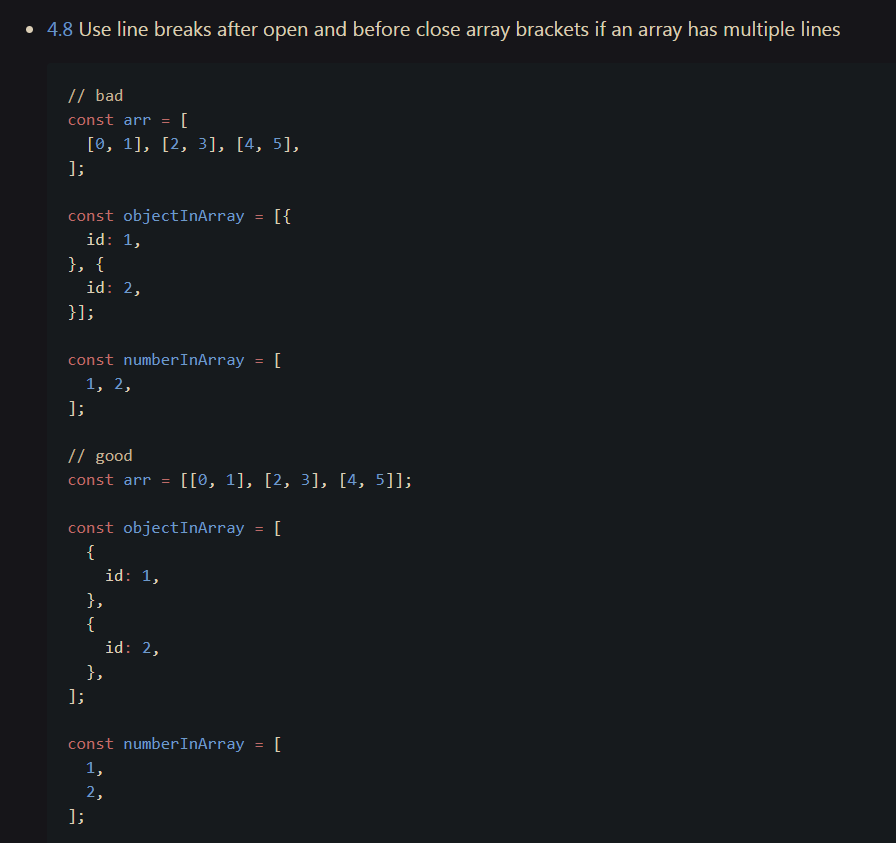 4.8 Use line breaks after open and before close array brackets if an array has multiple lines
// bad
const arr = [
  [0, 1], [2, 3], [4, 5],
];

const objectInArray = [{
  id: 1,
}, {
  id: 2,
}];

const numberInArray = [
  1, 2,
];

// good
const arr = [[0, 1], [2, 3], [4, 5]];

const objectInArray = [
  {
    id: 1,
  },
  {
    id: 2,
  },
];

const numberInArray = [
  1,
  2,
];